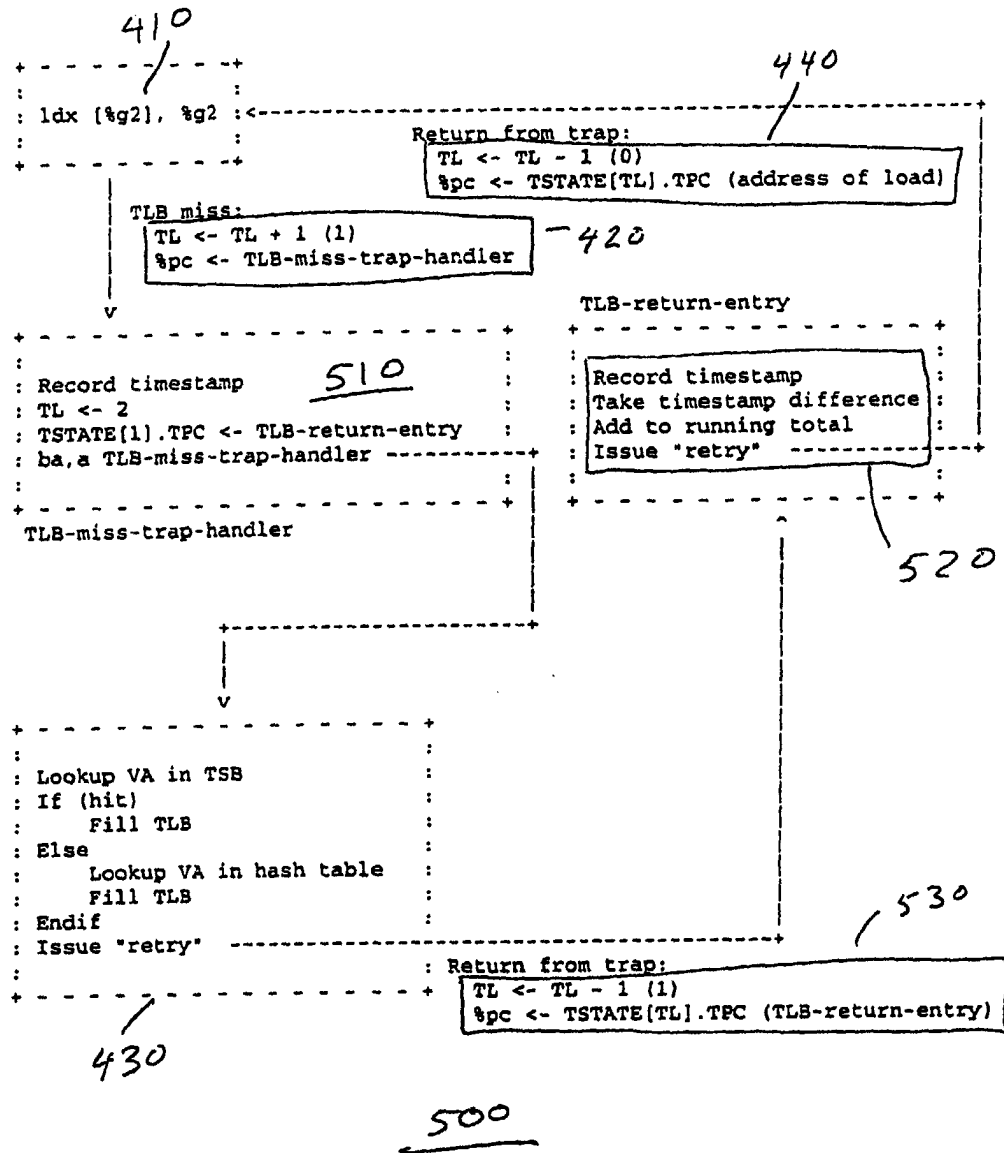 410
440
ldx [%g2], %g2
Return from trap:
TL <- TL - 1 (0)
%pc <- TSTATE[TL].TPC (address of load)
TLB miss:
TL <- TL + 1 (1)
%pc <- TLB-miss-trap-handler
420
TLB-return-entry
510
Record timestamp
TL <- 2
TSTATE[1].TPC <- TLB-return-entry
ba,a TLB-miss-trap-handler
TLB-miss-trap-handler
Record timestamp
Take timestamp difference
Add to running total
Issue "retry"
520
Lookup VA in TSB
If (hit)
Fill TLB
Else
Lookup VA in hash table
Fill TLB
Endif
Issue "retry"
530
Return from trap:
TL <- TL - 1 (1)
%pc <- TSTATE[TL].TPC (TLB-return-entry)
430
500